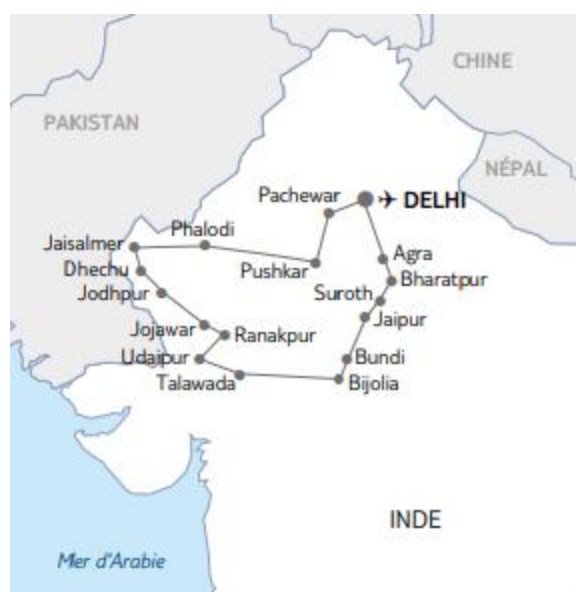 CHINE
PAKISTAN
NÉPAL
Pachewar
DELHI
Phalodi
Jaisalmer
Agra
Dhechu
Pushkar
Bharatpur
Jodhpur
Suroth
Jaipur
Jojawar
Ranakpur
Udaipur
Bundi
Talawada
Bijolia
INDE
Mer d'Arabie